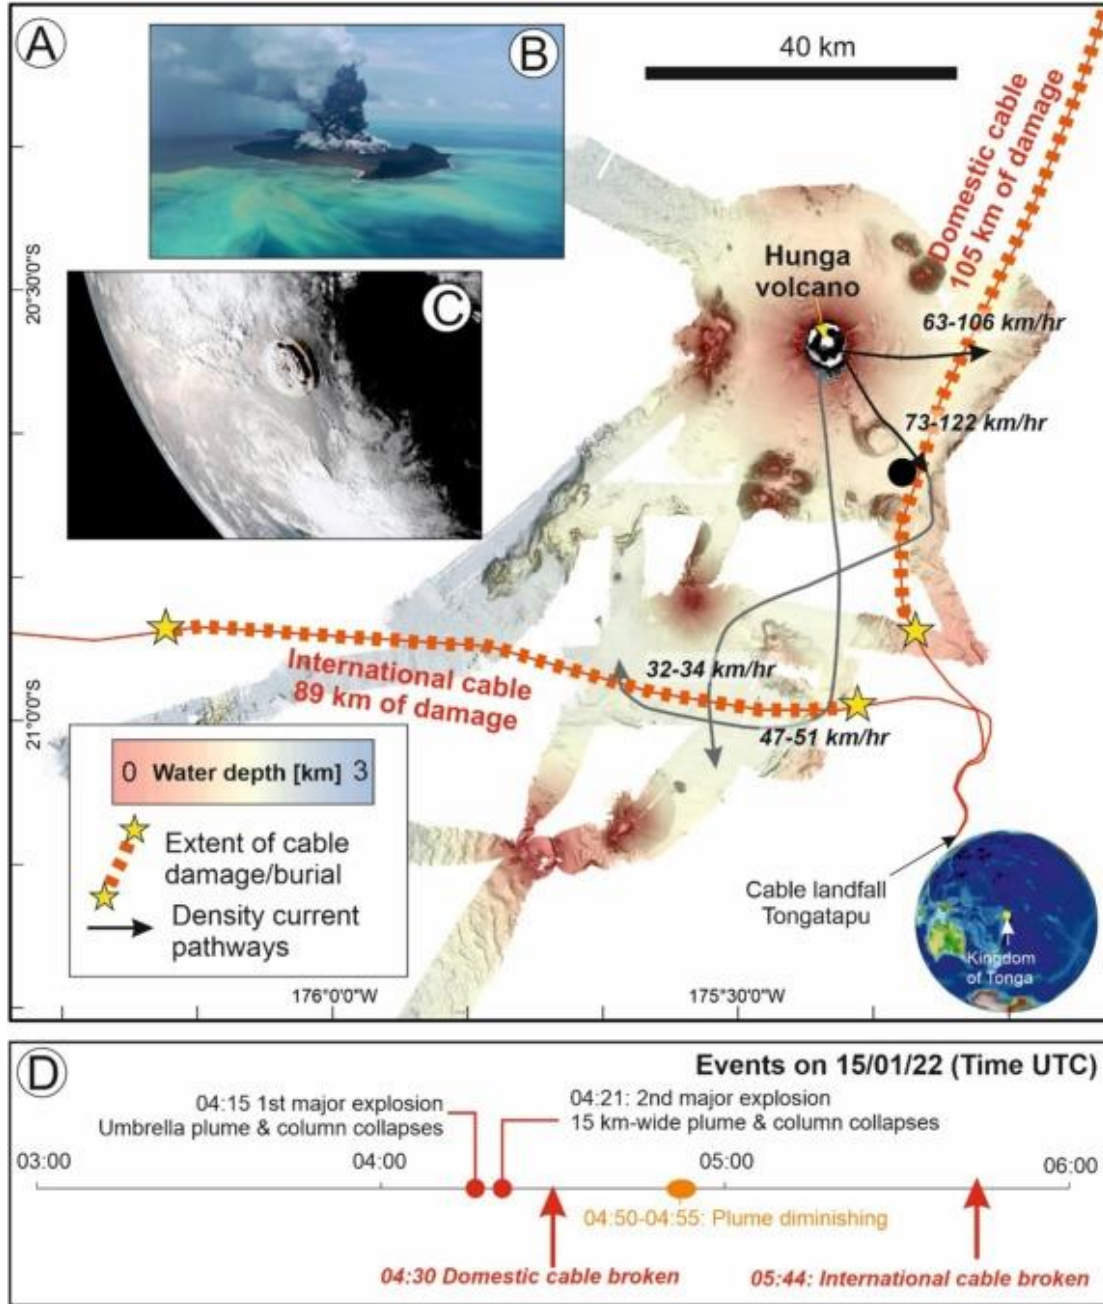 A
B
40 km
Domestic cable
105 km of damage
Hunga
volcano
20°30'0"S
C
63-106 km/hr
73-122 km/hr
International cable
89 km of damage
32-34 km/hr
21°0'0"S
47-51 km/hr
0 Water depth [km] 3
Extent of cable
damage/burial
Density current
pathways
Cable landfall
Tongatapu
Kingdom
of Tonga
176°0'0"W
175°30'0"W
D
Events on 15/01/22 (Time UTC)
04:15 1st major explosion
Umbrella plume & column collapses
04:21: 2nd major explosion
15 km-wide plume & column collapses
03:00
04:00
05:00
06:00
04:50-04:55: Plume diminishing
04:30 Domestic cable broken
05:44: International cable broken